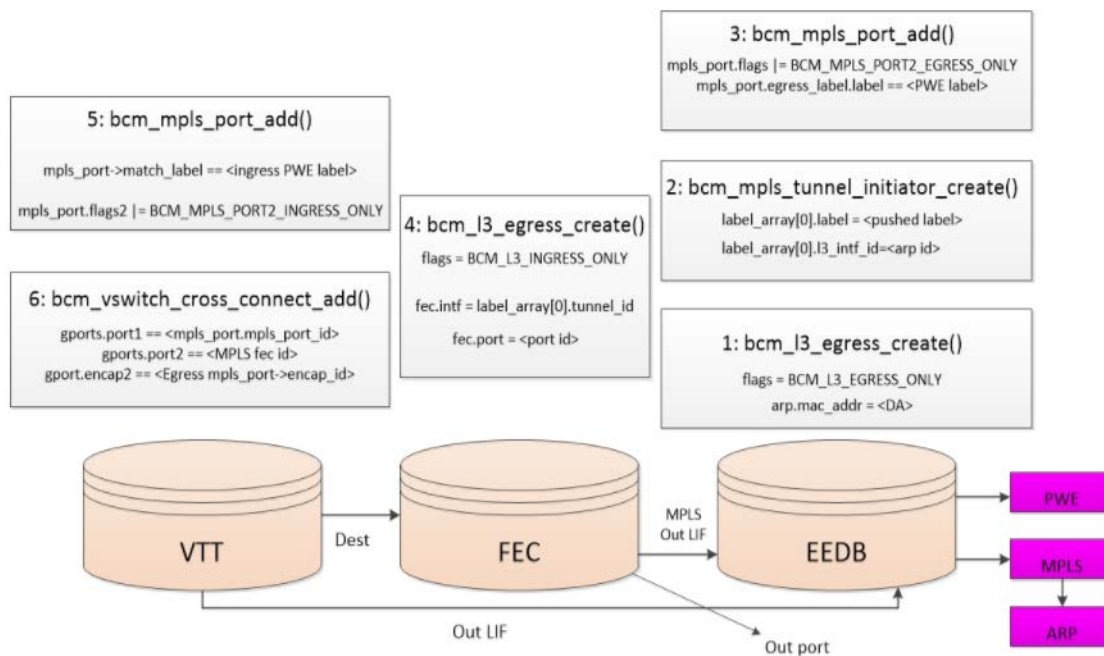 3: bcm_mpls_port_add()
mpls_port.flags |= BCM_MPLS_PORT2_EGRESS_ONLY
mpls_port.egress_label.label == <PWE label>
5: bcm_mpls_port_add()
mpls_port->match_label == <ingress PWE label>
mpls_port.flags2 |= BCM_MPLS_PORT2_INGRESS_ONLY
2: bcm_mpls_tunnel_initiator_create()
label_array[0].label = <pushed label>
label_array[0].l3_intf_id=<arp id>
4: bcm_l3_egress_create()
flags = BCM_L3_INGRESS_ONLY
fec.intf = label_array[0].tunnel_id
fec.port = <port id>
6: bcm_vswitch_cross_connect_add()
gports.port1 == <mpls_port.mpls_port_id>
gports.port2 == <MPLS fec id>
gport.encap2 == <Egress mpls_port->encap_id>
1: bcm_l3_egress_create()
flags = BCM_L3_EGRESS_ONLY
arp.mac_addr = <DA>
VTT
Dest
FEC
MPLS
Out LIF
EEDB
PWE
MPLS
ARP
Out LIF
Out port